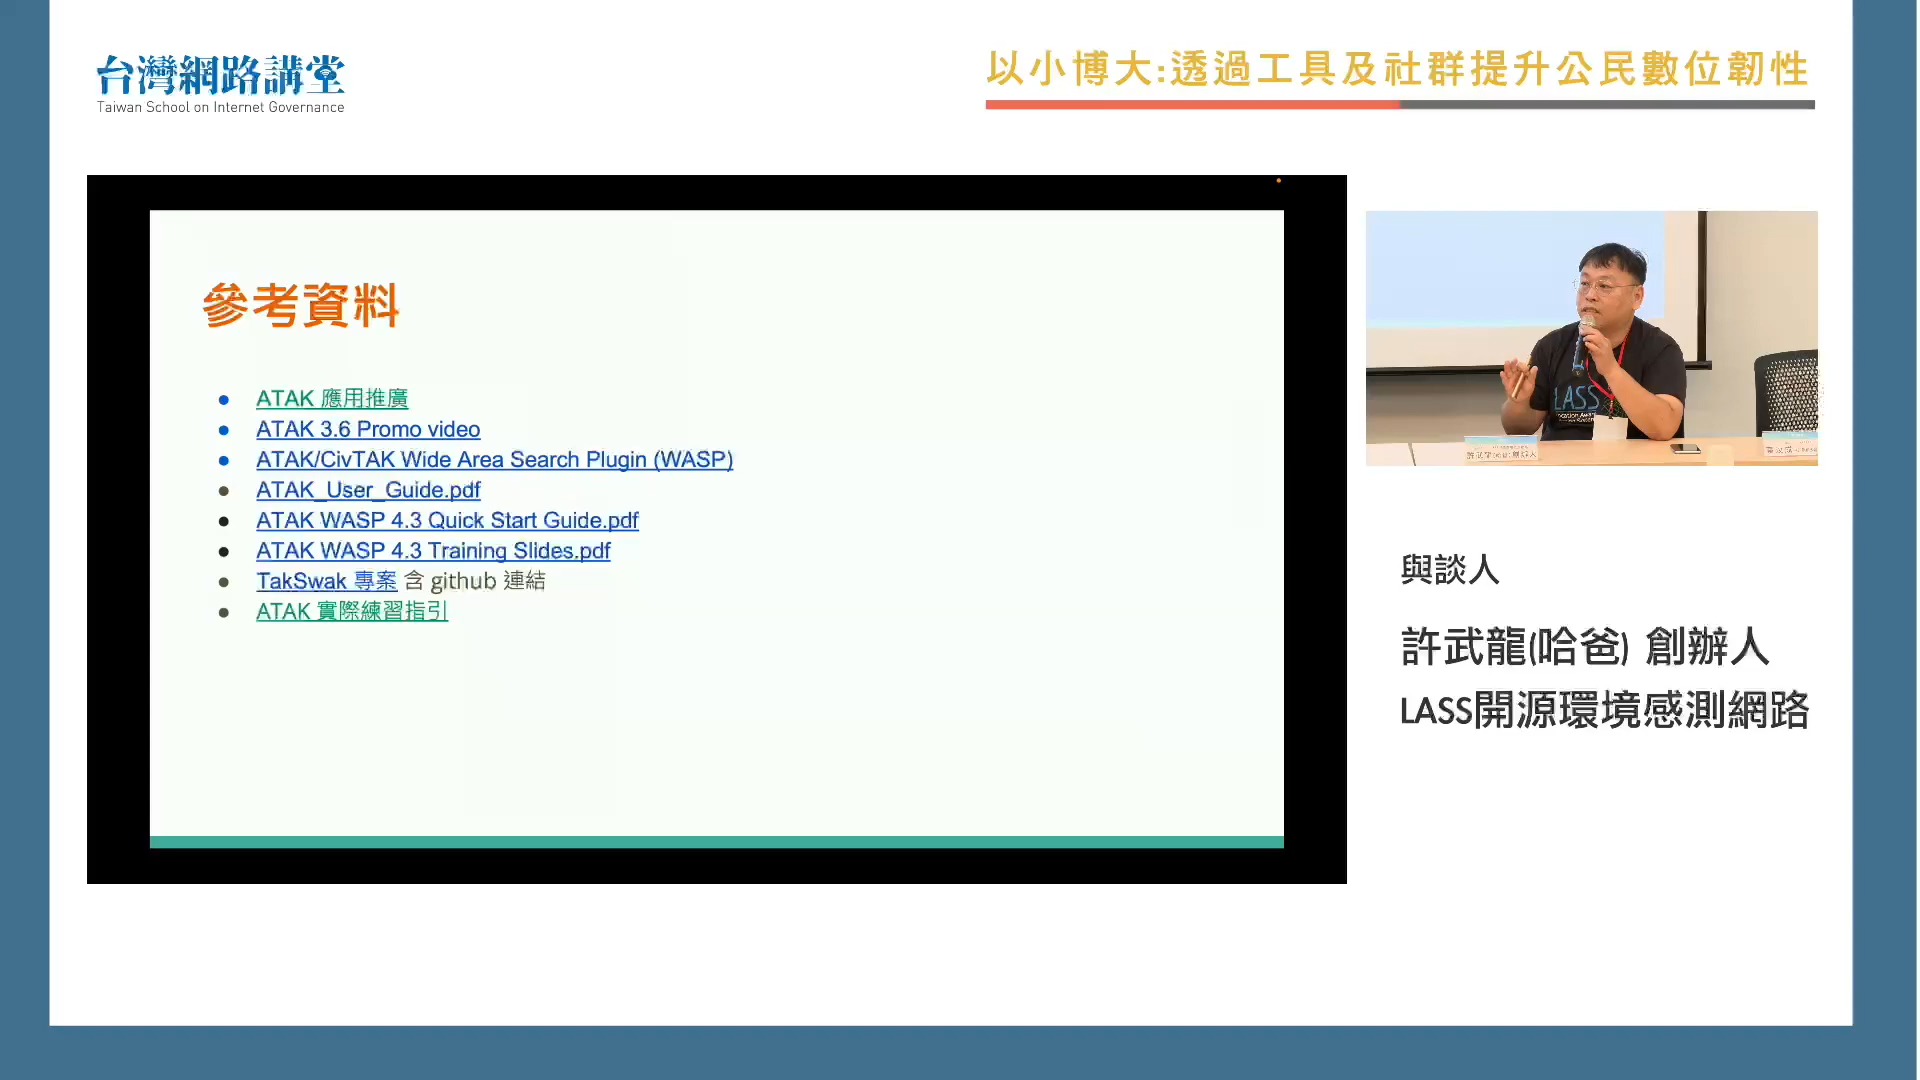 台灣網路講堂
Taiwan School on Internet Governance
以小博大:透過工具及社群提升公民數位韌性
參考資料
ATAK 應用推廣
ATAK 3.6 Promo video
ATAK/CivTAK Wide Area Search Plugin (WASP)
ATAK_User_Guide.pdf
ATAK WASP 4.3 Quick Start Guide.pdf
ATAK WASP 4.3 Training Slides.pdf
TakSwak 專案 含 github 連結
ATAK 實際練習指引
LASS
與談人
許武龍(哈爸) 創辦人
LASS開源環境感測網路